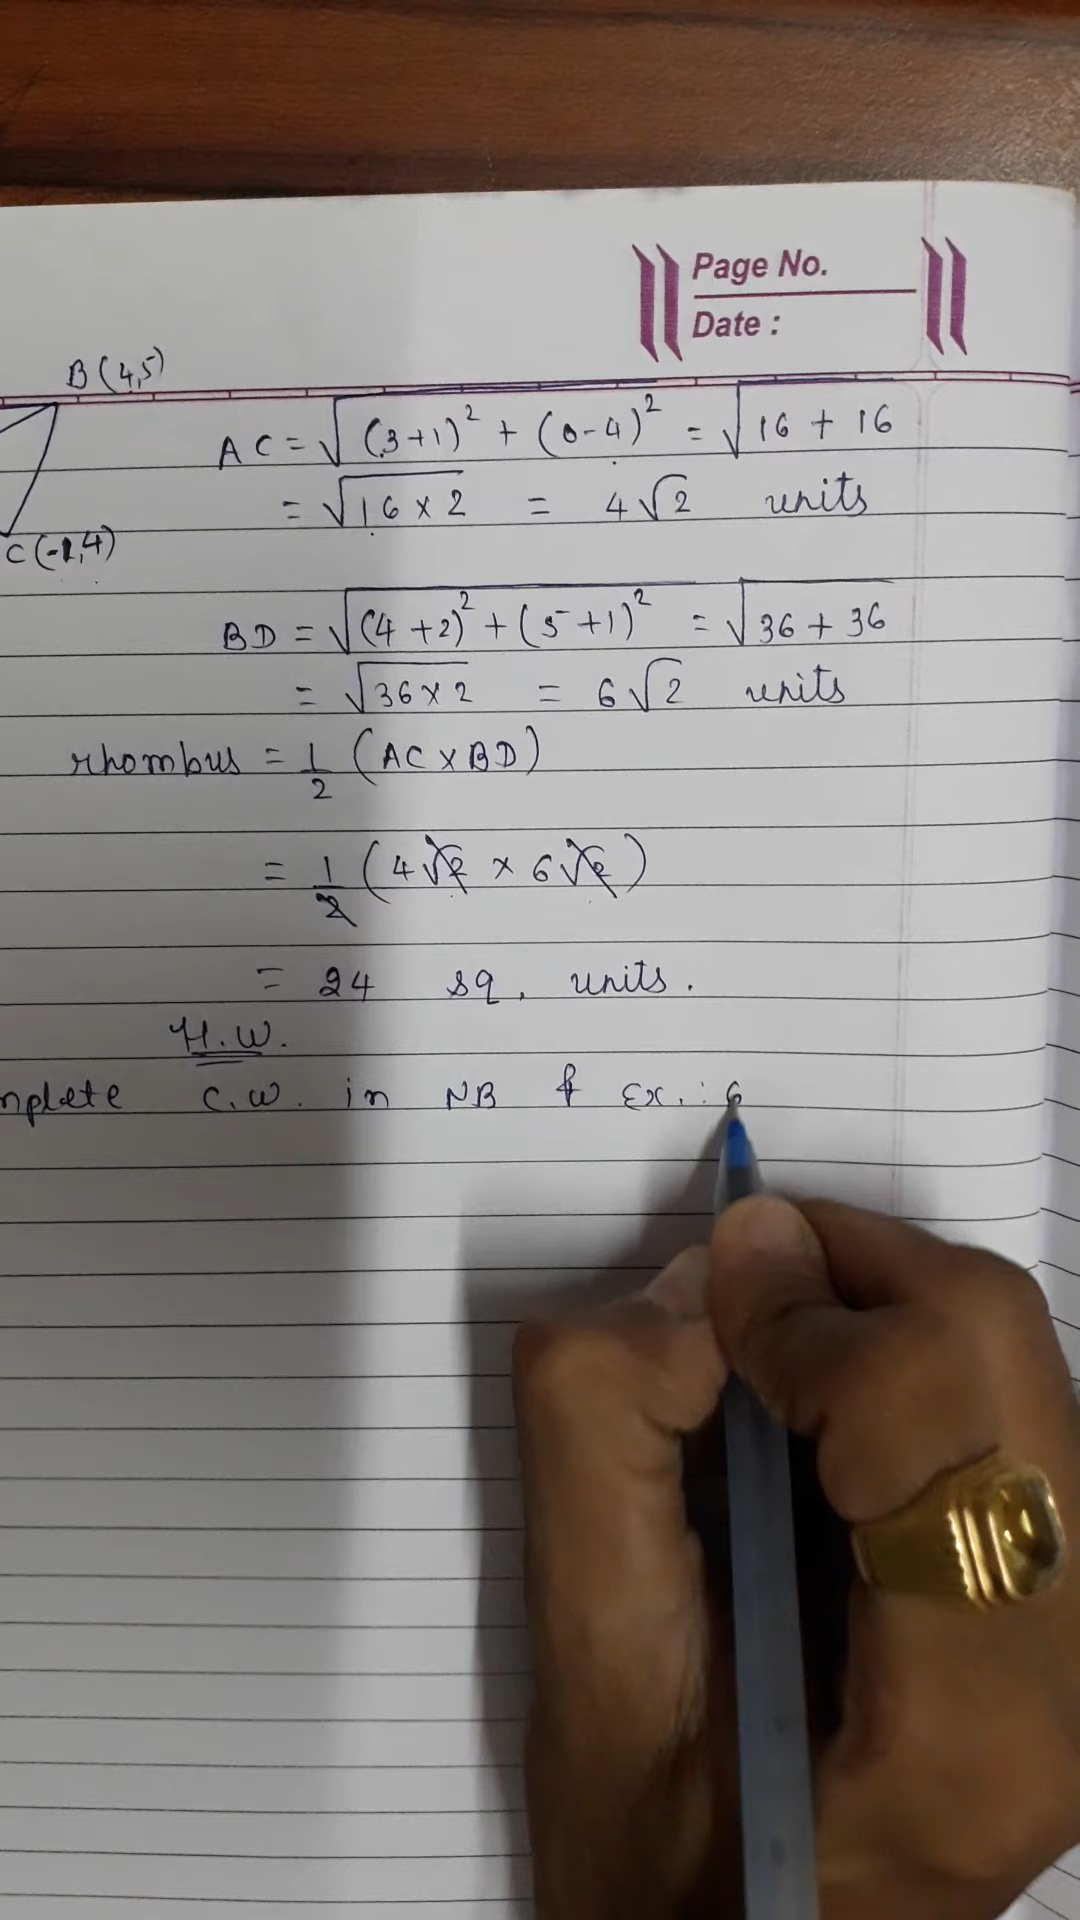 Page No.
Date :
B(4,5)
AC = √(3+1)² + (0-4)² = √16 + 16
= √16 × 2 = 4√2 units
C(-1,4)
BD = √(4+2)² + (5+1)² = √36 + 36
= √36 × 2 = 6√2 units
rhombus = 1/2 (AC × BD)
= 1/2 (4√2 × 6√2)
= 24 sq. units.
H.W.
mplete C.W. in NB & Ex. : 6